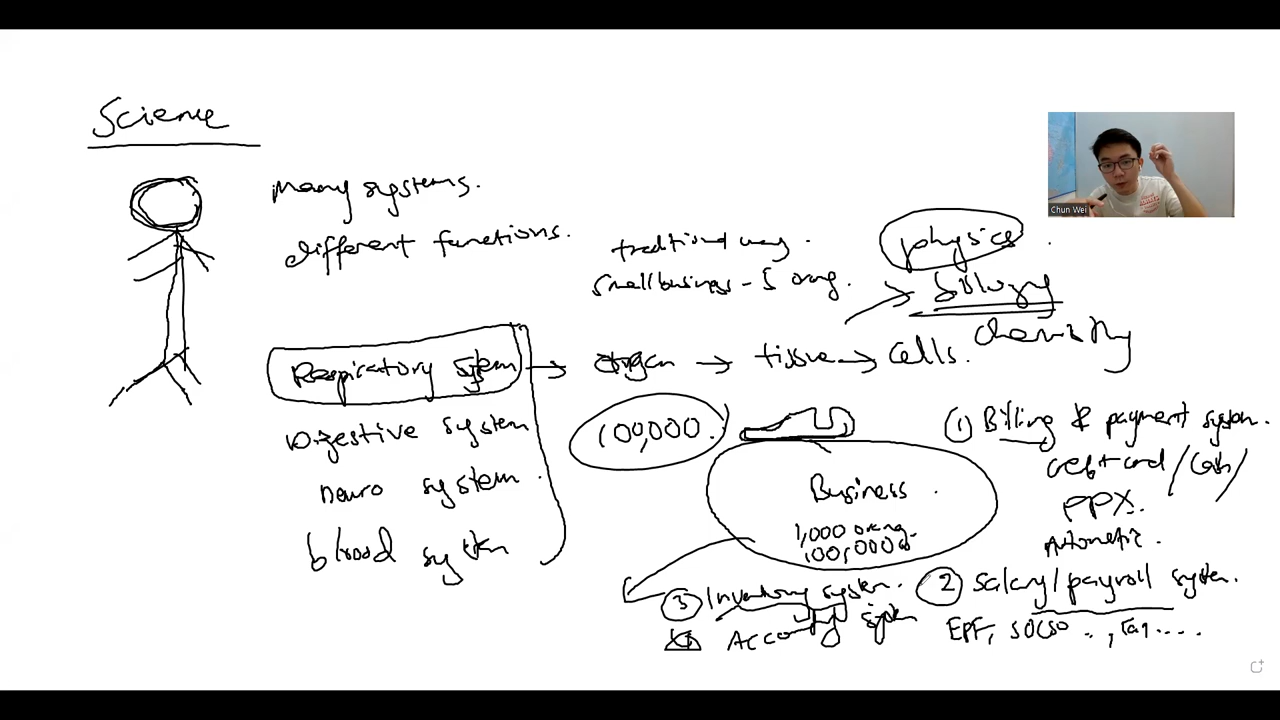 Science
many systems.
different functions.
traditional way.
small business - 5 orang.
physics
biology
chemistry
Respiratory system → organ → tissue → cells.
Digestive system
neuro system
blood system
100,000
Business
1,000 orang
100,000
① Billing & payment system.
credit card / Cash /
PPX.
Automatic.
② Salary/payroll system.
EPF, SOCSO .., Tax ....
③ Inventory system.
system
Chun Wei